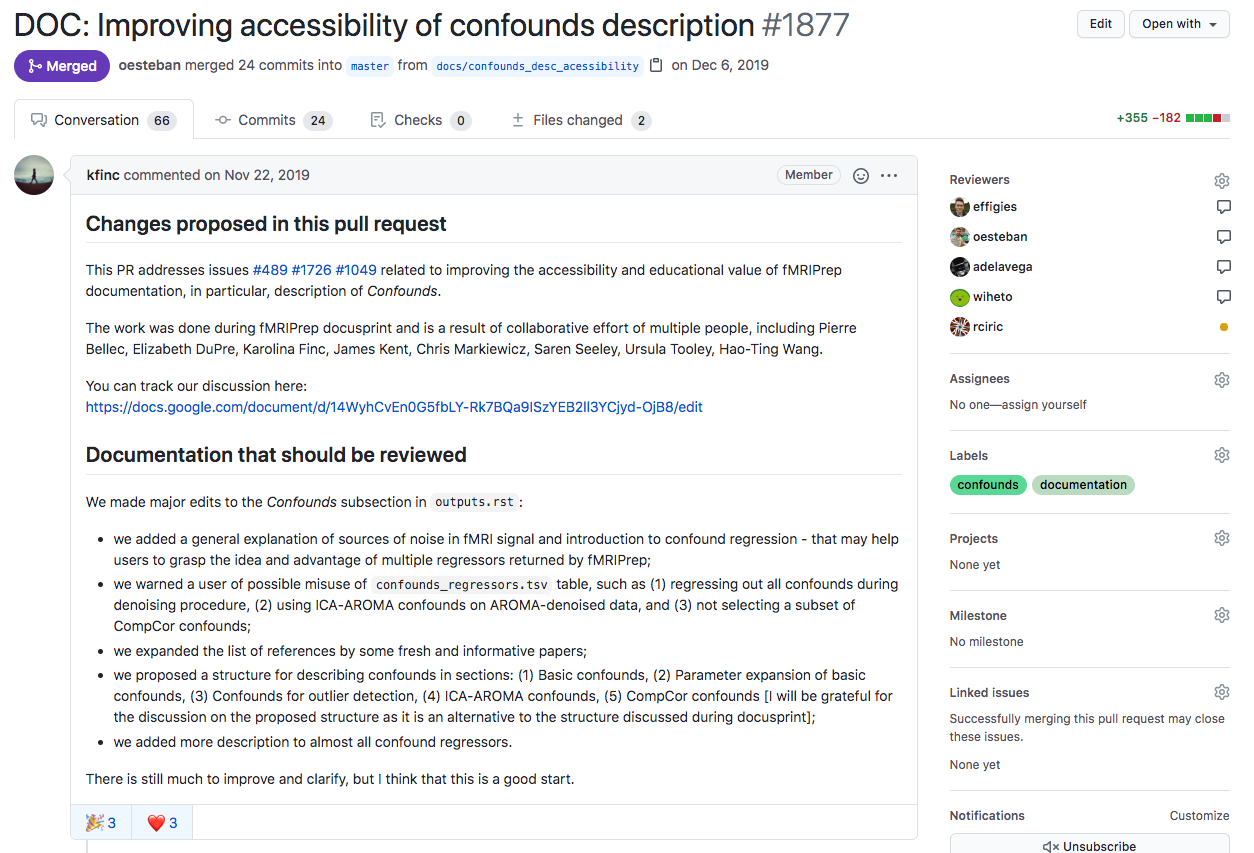 DOC: Improving accessibility of confounds description #1877
Edit
Open with
Merged
oesteban merged 24 commits into master from docs/confounds_desc_acessibility on Dec 6, 2019
Conversation 66
Commits 24
Checks 0
Files changed 2
+355 −182
kfinc commented on Nov 22, 2019
Member
Changes proposed in this pull request
This PR addresses issues #489 #1726 #1049 related to improving the accessibility and educational value of fMRIPrep
documentation, in particular, description of Confounds.
The work was done during fMRIPrep docusprint and is a result of collaborative effort of multiple people, including Pierre
Bellec, Elizabeth DuPre, Karolina Finc, James Kent, Chris Markiewicz, Saren Seeley, Ursula Tooley, Hao-Ting Wang.
You can track our discussion here:
https://docs.google.com/document/d/14WyhCvEn0G5fbLY-Rk7BQa9ISzYEB2lI3YCjyd-OjB8/edit
Documentation that should be reviewed
We made major edits to the Confounds subsection in outputs.rst :
• we added a general explanation of sources of noise in fMRI signal and introduction to confound regression - that may help
users to grasp the idea and advantage of multiple regressors returned by fMRIPrep;
• we warned a user of possible misuse of confounds_regressors.tsv table, such as (1) regressing out all confounds during
denoising procedure, (2) using ICA-AROMA confounds on AROMA-denoised data, and (3) not selecting a subset of
CompCor confounds;
• we expanded the list of references by some fresh and informative papers;
• we proposed a structure for describing confounds in sections: (1) Basic confounds, (2) Parameter expansion of basic
confounds, (3) Confounds for outlier detection, (4) ICA-AROMA confounds, (5) CompCor confounds [I will be grateful for
the discussion on the proposed structure as it is an alternative to the structure discussed during docusprint];
• we added more description to almost all confound regressors.
There is still much to improve and clarify, but I think that this is a good start.
🎉 3
❤️ 3
Reviewers
effigies
oesteban
adelavega
wiheto
rciric
Assignees
No one—assign yourself
Labels
confounds
documentation
Projects
None yet
Milestone
No milestone
Linked issues
Successfully merging this pull request may close
these issues.
None yet
Notifications
Customize
Unsubscribe